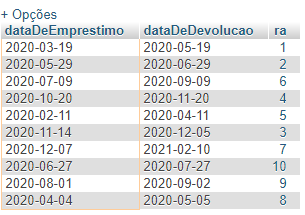 + Opções
dataDeEmprestimo dataDeDevolucao ra
2020-03-19 2020-05-19 1
2020-05-29 2020-06-29 2
2020-07-09 2020-09-09 6
2020-10-20 2020-11-20 4
2020-02-11 2020-04-11 5
2020-11-14 2020-12-05 3
2020-12-07 2021-02-10 7
2020-06-27 2020-07-27 10
2020-08-01 2020-09-02 9
2020-04-04 2020-05-05 8